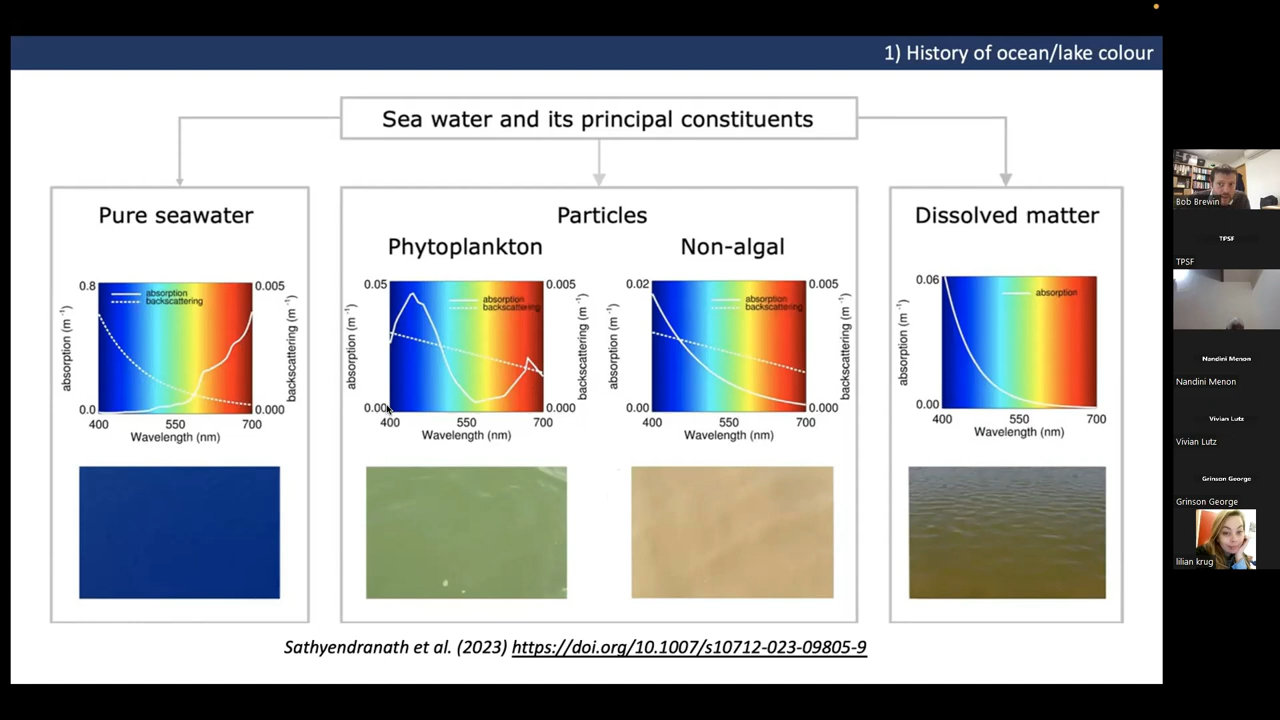 1) History of ocean/lake colour
Sea water and its principal constituents
Pure seawater
0.8
0.005
absorption
backscattering
absorption (m⁻¹)
backscattering (m⁻¹)
0.0
0.000
400
550
700
Wavelength (nm)
Particles
Phytoplankton
0.05
0.005
absorption
backscattering
absorption (m⁻¹)
backscattering (m⁻¹)
0.00
0.000
400
550
700
Wavelength (nm)
Non-algal
0.02
0.005
absorption
backscattering
absorption (m⁻¹)
backscattering (m⁻¹)
0.00
0.000
400
550
700
Wavelength (nm)
Dissolved matter
0.06
absorption
absorption (m⁻¹)
0.00
400
550
700
Wavelength (nm)
Sathyendranath et al. (2023) https://doi.org/10.1007/s10712-023-09805-9
Bob Brewin
TPSF
TPSF
Nandini Menon
Nandini Menon
Vivian Lutz
Vivian Lutz
Grinson George
Grinson George
lilian krug